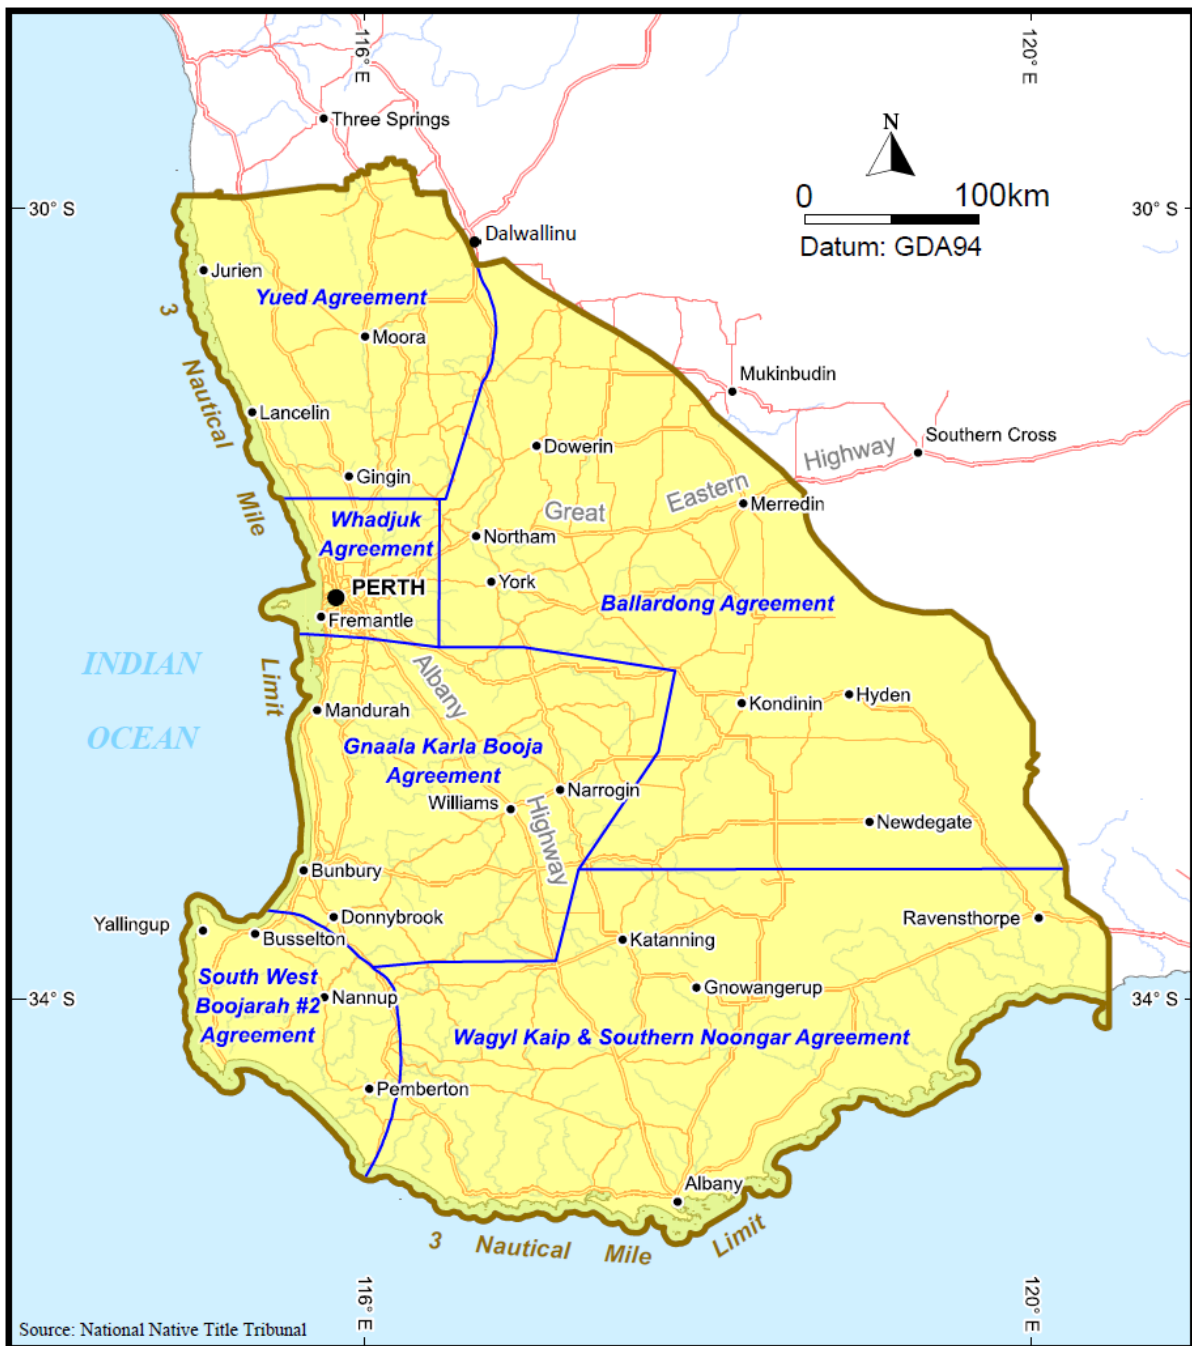 116° E
120° E
Three Springs
N
0 100km
30° S
30° S
Dalwallinu
Datum: GDA94
Jurien
Yued Agreement
3 Nautical Mile Limit
Moora
Mukinbudin
Lancelin
Dowerin
Southern Cross
Great Eastern Highway
Gingin
Merredin
Whadjuk
Agreement
Northam
York
PERTH
Ballardong Agreement
Fremantle
INDIAN
OCEAN
Albany Highway
Kondinin
Hyden
Mandurah
Gnaala Karla Booja
Agreement
Narrogin
Williams
Newdegate
Bunbury
Donnybrook
Ravensthorpe
Yallingup
Busselton
Katanning
South West
Boojarah #2
Agreement
Nannup
Gnowangerup
34° S
34° S
Wagyl Kaip & Southern Noongar Agreement
Pemberton
Albany
3 Nautical Mile Limit
116° E
120° E
Source: National Native Title Tribunal